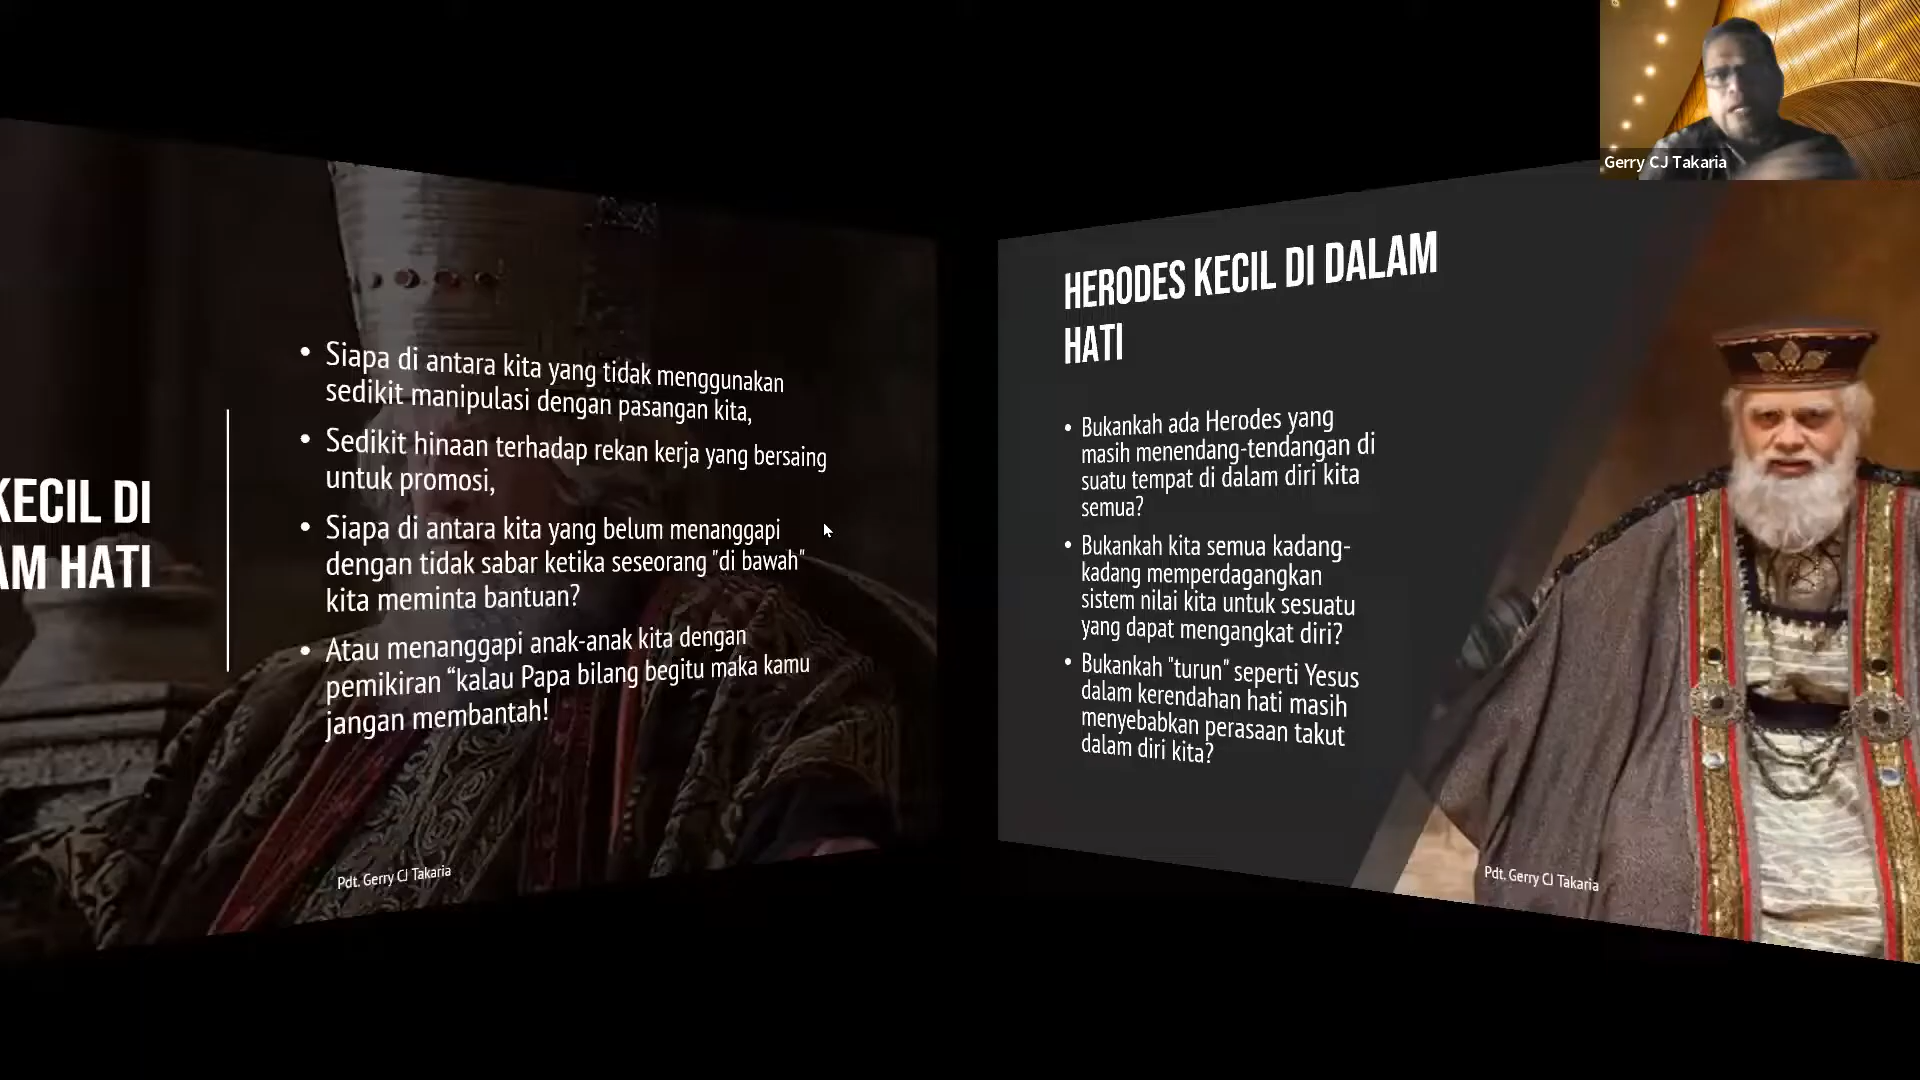 KECIL DI
AM HATI
• Siapa di antara kita yang tidak menggunakan
sedikit manipulasi dengan pasangan kita,
• Sedikit hinaan terhadap rekan kerja yang bersaing
untuk promosi,
• Siapa di antara kita yang belum menanggapi
dengan tidak sabar ketika seseorang "di bawah"
kita meminta bantuan?
• Atau menanggapi anak-anak kita dengan
pemikiran “kalau Papa bilang begitu maka kamu
jangan membantah!
Pdt. Gerry CJ Takaria
HERODES KECIL DI DALAM
HATI
• Bukankah ada Herodes yang
masih menendang-tendangan di
suatu tempat di dalam diri kita
semua?
• Bukankah kita semua kadang-
kadang memperdagangkan
sistem nilai kita untuk sesuatu
yang dapat mengangkat diri?
• Bukankah "turun" seperti Yesus
dalam kerendahan hati masih
menyebabkan perasaan takut
dalam diri kita?
Pdt. Gerry CJ Takaria
Gerry CJ Takaria